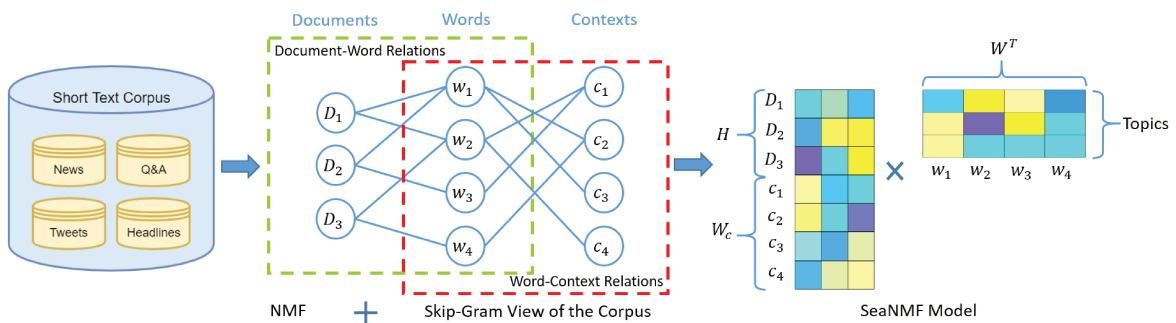 Documents Words Contexts
Document-Word Relations
Short Text Corpus
News Q&A
Tweets Headlines
D₁
D₂
D₃
w₁
w₂
w₃
w₄
c₁
c₂
c₃
c₄
Word-Context Relations
NMF + Skip-Gram View of the Corpus
H
W_c
D₁
D₂
D₃
c₁
c₂
c₃
c₄
×
Wᵀ
Topics
w₁ w₂ w₃ w₄
SeaNMF Model